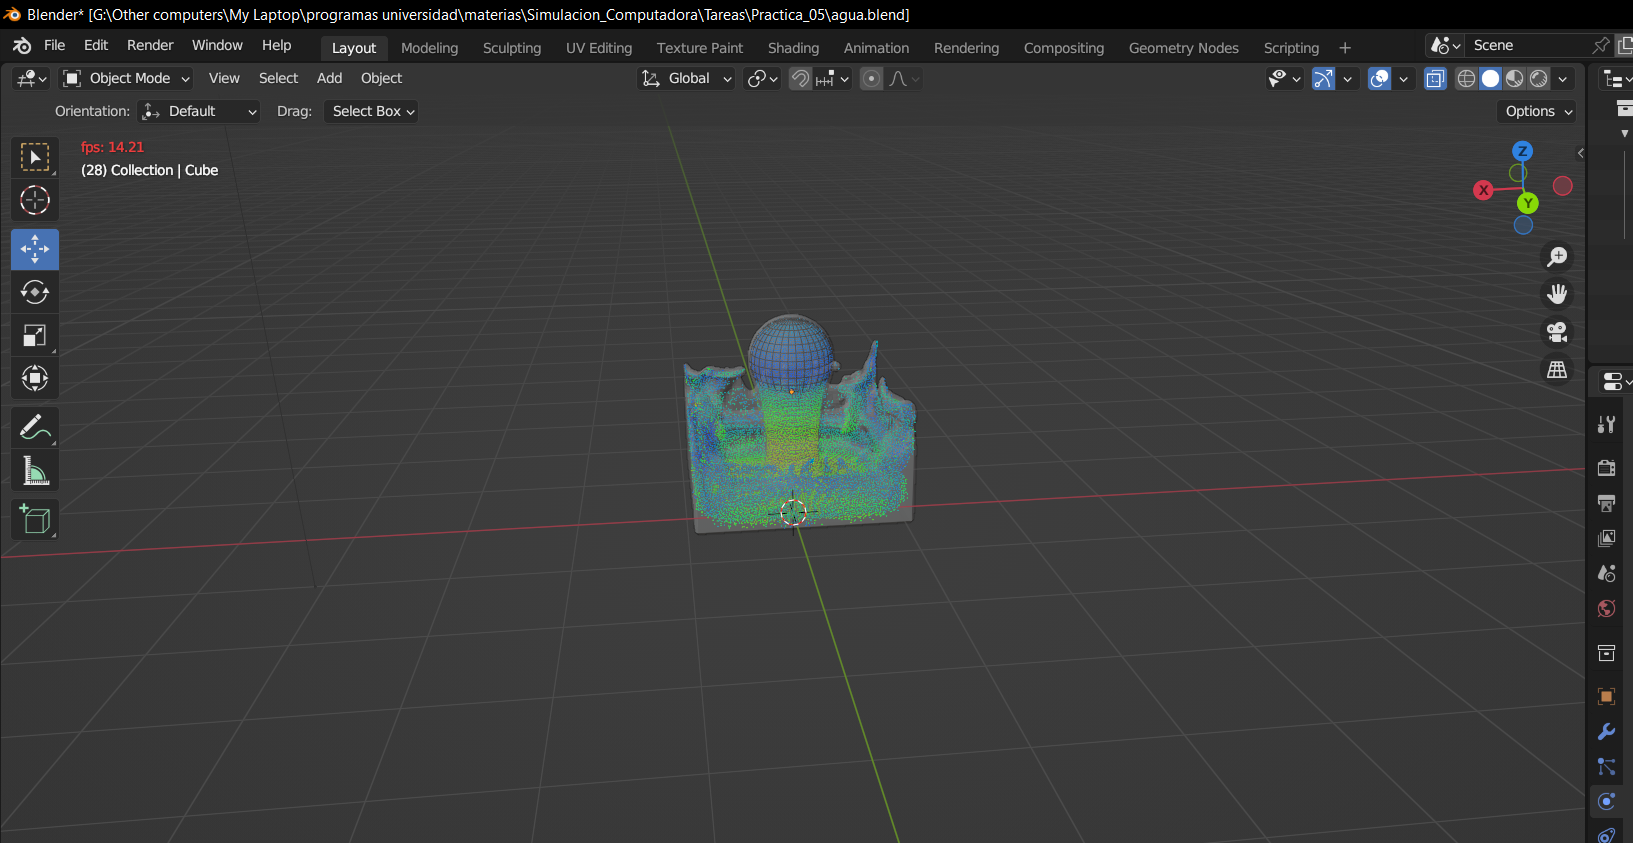 Blender* [G:\Other computers\My Laptop\programas universidad\materias\Simulacion_Computadora\Tareas\Practica_05\agua.blend]
File Edit Render Window Help Layout Modeling Sculpting UV Editing Texture Paint Shading Animation Rendering Compositing Geometry Nodes Scripting + Scene
Object Mode View Select Add Object Global
Orientation: Default Drag: Select Box Options
fps: 14.21
(28) Collection | Cube
Z
X
Y